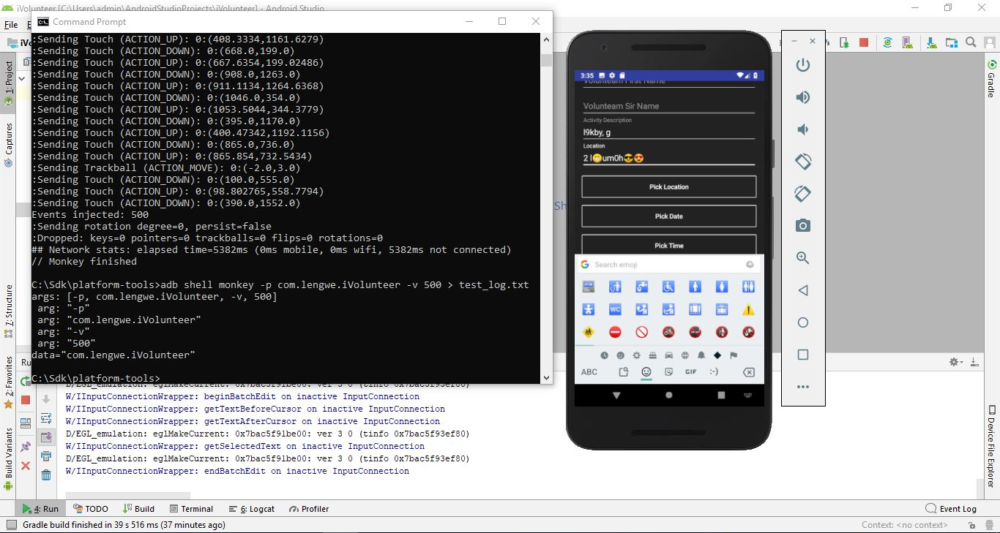 iVolunteer [C:\Users\admin\AndroidStudioProjects\iVolunteer] - Android Studio
File
Command Prompt
:Sending Touch (ACTION_UP): 0:(408.3334,1161.6279)
:Sending Touch (ACTION_DOWN): 0:(668.0,199.0)
:Sending Touch (ACTION_UP): 0:(667.6354,199.02486)
:Sending Touch (ACTION_DOWN): 0:(908.0,1263.0)
:Sending Touch (ACTION_UP): 0:(911.1134,1264.6368)
:Sending Touch (ACTION_DOWN): 0:(1046.0,354.0)
:Sending Touch (ACTION_UP): 0:(1053.5044,344.3779)
:Sending Touch (ACTION_DOWN): 0:(395.0,1170.0)
:Sending Touch (ACTION_UP): 0:(400.47342,1192.1156)
:Sending Touch (ACTION_DOWN): 0:(865.0,736.0)
:Sending Touch (ACTION_UP): 0:(865.854,732.5434)
:Sending Trackball (ACTION_MOVE): 0:(-2.0,3.0)
:Sending Touch (ACTION_DOWN): 0:(100.0,555.0)
:Sending Touch (ACTION_UP): 0:(98.802765,558.7794)
:Sending Touch (ACTION_DOWN): 0:(390.0,1552.0)
Events injected: 500
:Sending rotation degree=0, persist=false
:Dropped: keys=0 pointers=0 trackballs=0 flips=0 rotations=0
## Network stats: elapsed time=5382ms (0ms mobile, 0ms wifi, 5382ms not connected)
// Monkey finished
C:\Sdk\platform-tools>adb shell monkey -p com.lengwe.iVolunteer -v 500 > test_log.txt
args: [-p, com.lengwe.iVolunteer, -v, 500]
arg: "-p"
arg: "com.lengwe.iVolunteer"
arg: "-v"
arg: "500"
data="com.lengwe.iVolunteer"
C:\Sdk\platform-tools>
1: Project
Captures
7: Structure
2: Favorites
Build Variants
3:35
Volunteam First Name
Volunteam Sir Name
Activity Description
l9kby, g
Location
2 l😁um0h😎😍
Pick Location
Pick Date
Pick Time
Search emoji
ATM
WC
ABC
GIF
:-)
Gradle
Device File Explorer
Sh
Ru
D/EGL_emulation: eglMakeCurrent: 0x7bac5f91be00: ver 3 0 (tinfo 0x7bac5f93ef80)
W/IInputConnectionWrapper: beginBatchEdit on inactive InputConnection
W/IInputConnectionWrapper: getTextBeforeCursor on inactive InputConnection
W/IInputConnectionWrapper: getTextAfterCursor on inactive InputConnection
D/EGL_emulation: eglMakeCurrent: 0x7bac5f91be00: ver 3 0 (tinfo 0x7bac5f93ef80)
W/IInputConnectionWrapper: getSelectedText on inactive InputConnection
D/EGL_emulation: eglMakeCurrent: 0x7bac5f91be00: ver 3 0 (tinfo 0x7bac5f93ef80)
W/IInputConnectionWrapper: endBatchEdit on inactive InputConnection
4: Run
TODO
Build
Terminal
6: Logcat
Profiler
Event Log
Gradle build finished in 39 s 516 ms (37 minutes ago)
Context: <no context>